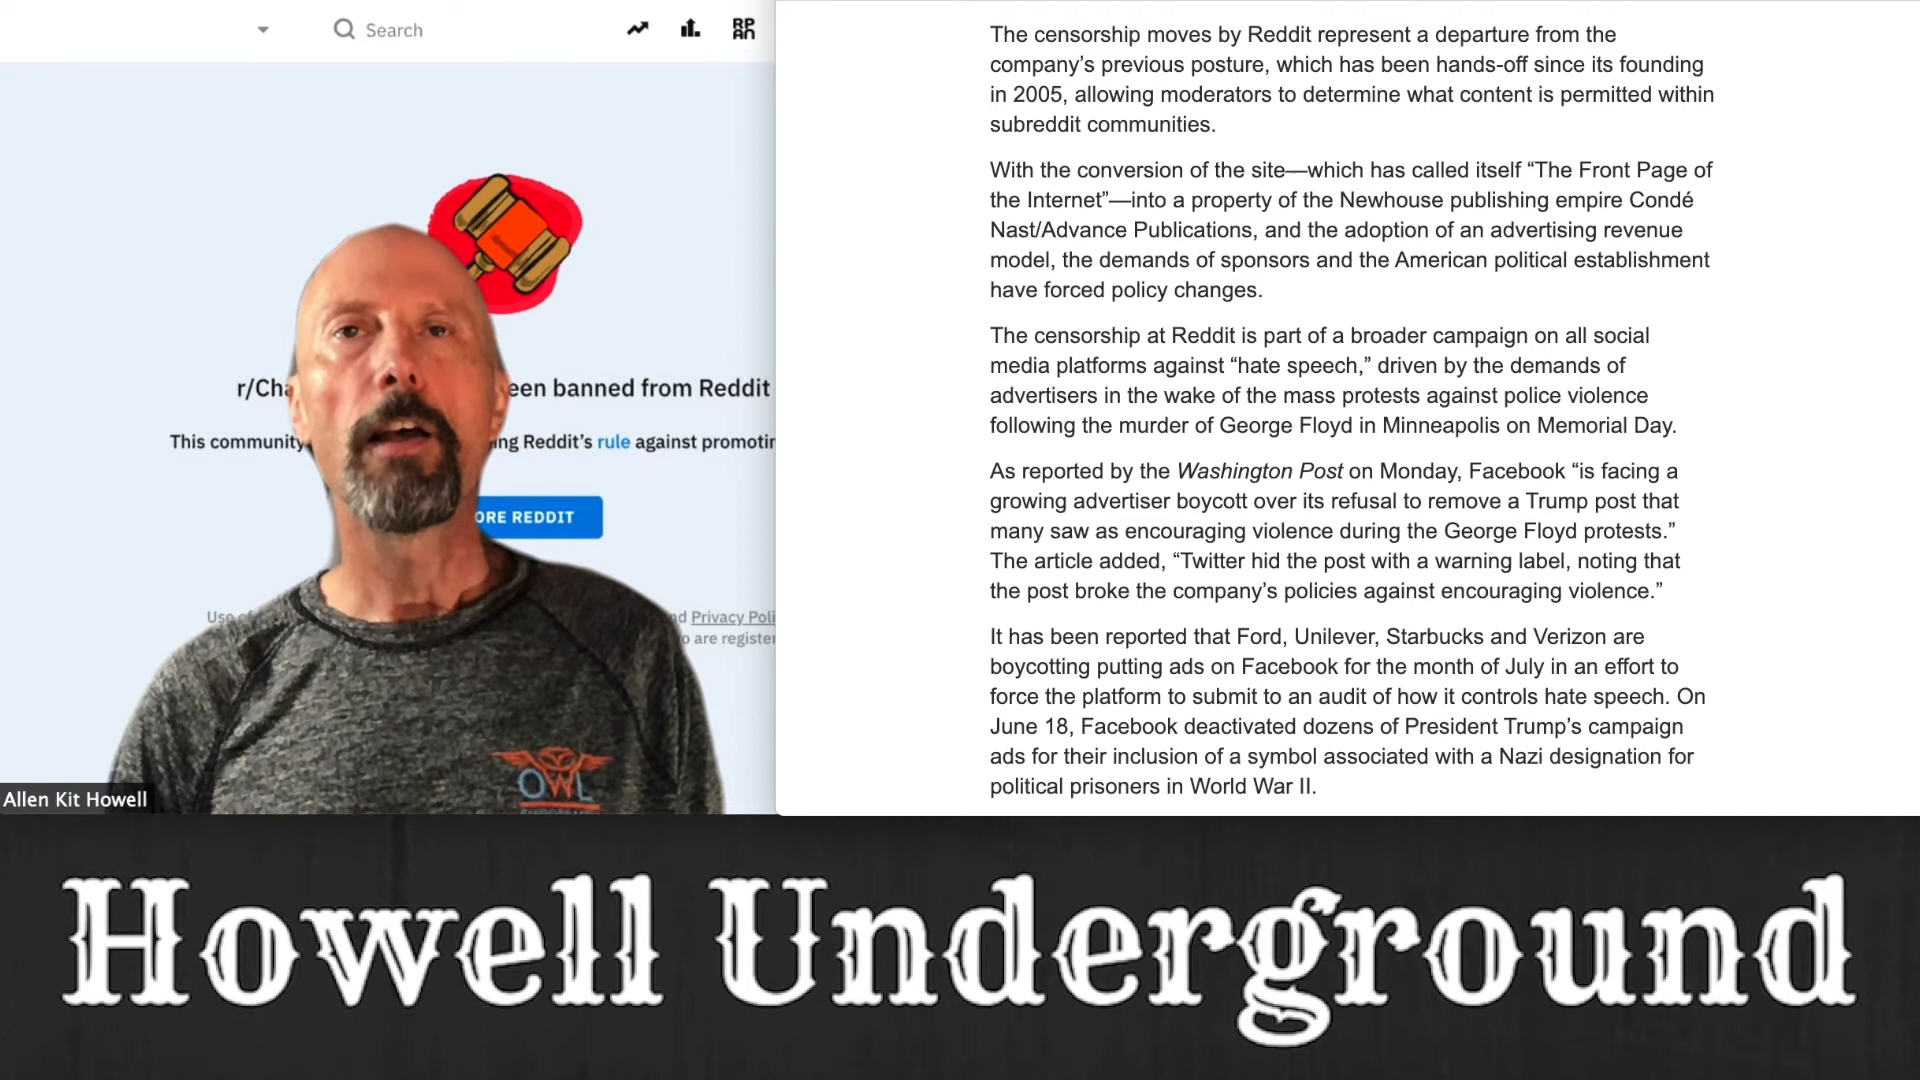 Search
RPAN
r/Cha
een banned from Reddit
This community
ng Reddit’s rule against promotin
ORE REDDIT
Use
nd Privacy Poli
o are register
OWL
Allen Kit Howell
The censorship moves by Reddit represent a departure from the
company’s previous posture, which has been hands-off since its founding
in 2005, allowing moderators to determine what content is permitted within
subreddit communities.
With the conversion of the site—which has called itself “The Front Page of
the Internet”—into a property of the Newhouse publishing empire Condé
Nast/Advance Publications, and the adoption of an advertising revenue
model, the demands of sponsors and the American political establishment
have forced policy changes.
The censorship at Reddit is part of a broader campaign on all social
media platforms against “hate speech,” driven by the demands of
advertisers in the wake of the mass protests against police violence
following the murder of George Floyd in Minneapolis on Memorial Day.
As reported by the Washington Post on Monday, Facebook “is facing a
growing advertiser boycott over its refusal to remove a Trump post that
many saw as encouraging violence during the George Floyd protests.”
The article added, “Twitter hid the post with a warning label, noting that
the post broke the company’s policies against encouraging violence.”
It has been reported that Ford, Unilever, Starbucks and Verizon are
boycotting putting ads on Facebook for the month of July in an effort to
force the platform to submit to an audit of how it controls hate speech. On
June 18, Facebook deactivated dozens of President Trump’s campaign
ads for their inclusion of a symbol associated with a Nazi designation for
political prisoners in World War II.
Howell Underground